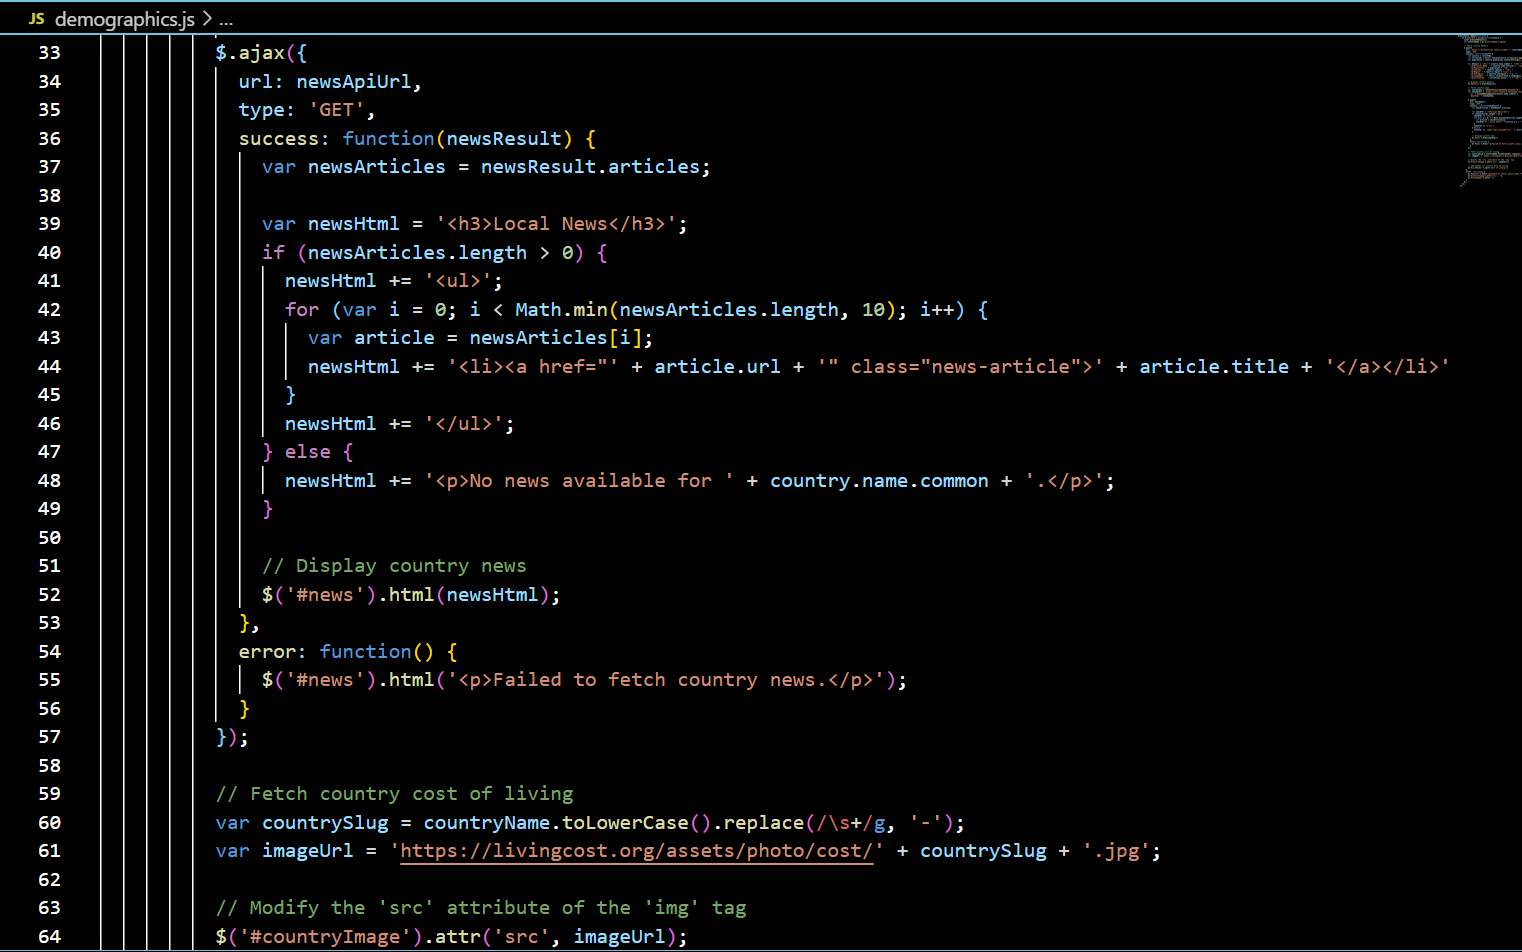 JS demographics.js > ...
33 $.ajax({
34 url: newsApiUrl,
35 type: 'GET',
36 success: function(newsResult) {
37 var newsArticles = newsResult.articles;
38
39 var newsHtml = '<h3>Local News</h3>';
40 if (newsArticles.length > 0) {
41 newsHtml += '<ul>';
42 for (var i = 0; i < Math.min(newsArticles.length, 10); i++) {
43 var article = newsArticles[i];
44 newsHtml += '<li><a href="' + article.url + '" class="news-article">' + article.title + '</a></li>'
45 }
46 newsHtml += '</ul>';
47 } else {
48 newsHtml += '<p>No news available for ' + country.name.common + '.</p>';
49 }
50
51 // Display country news
52 $('#news').html(newsHtml);
53 },
54 error: function() {
55 $('#news').html('<p>Failed to fetch country news.</p>');
56 }
57 });
58
59 // Fetch country cost of living
60 var countrySlug = countryName.toLowerCase().replace(/\s+/g, '-');
61 var imageUrl = 'https://livingcost.org/assets/photo/cost/' + countrySlug + '.jpg';
62
63 // Modify the 'src' attribute of the 'img' tag
64 $('#countryImage').attr('src', imageUrl);